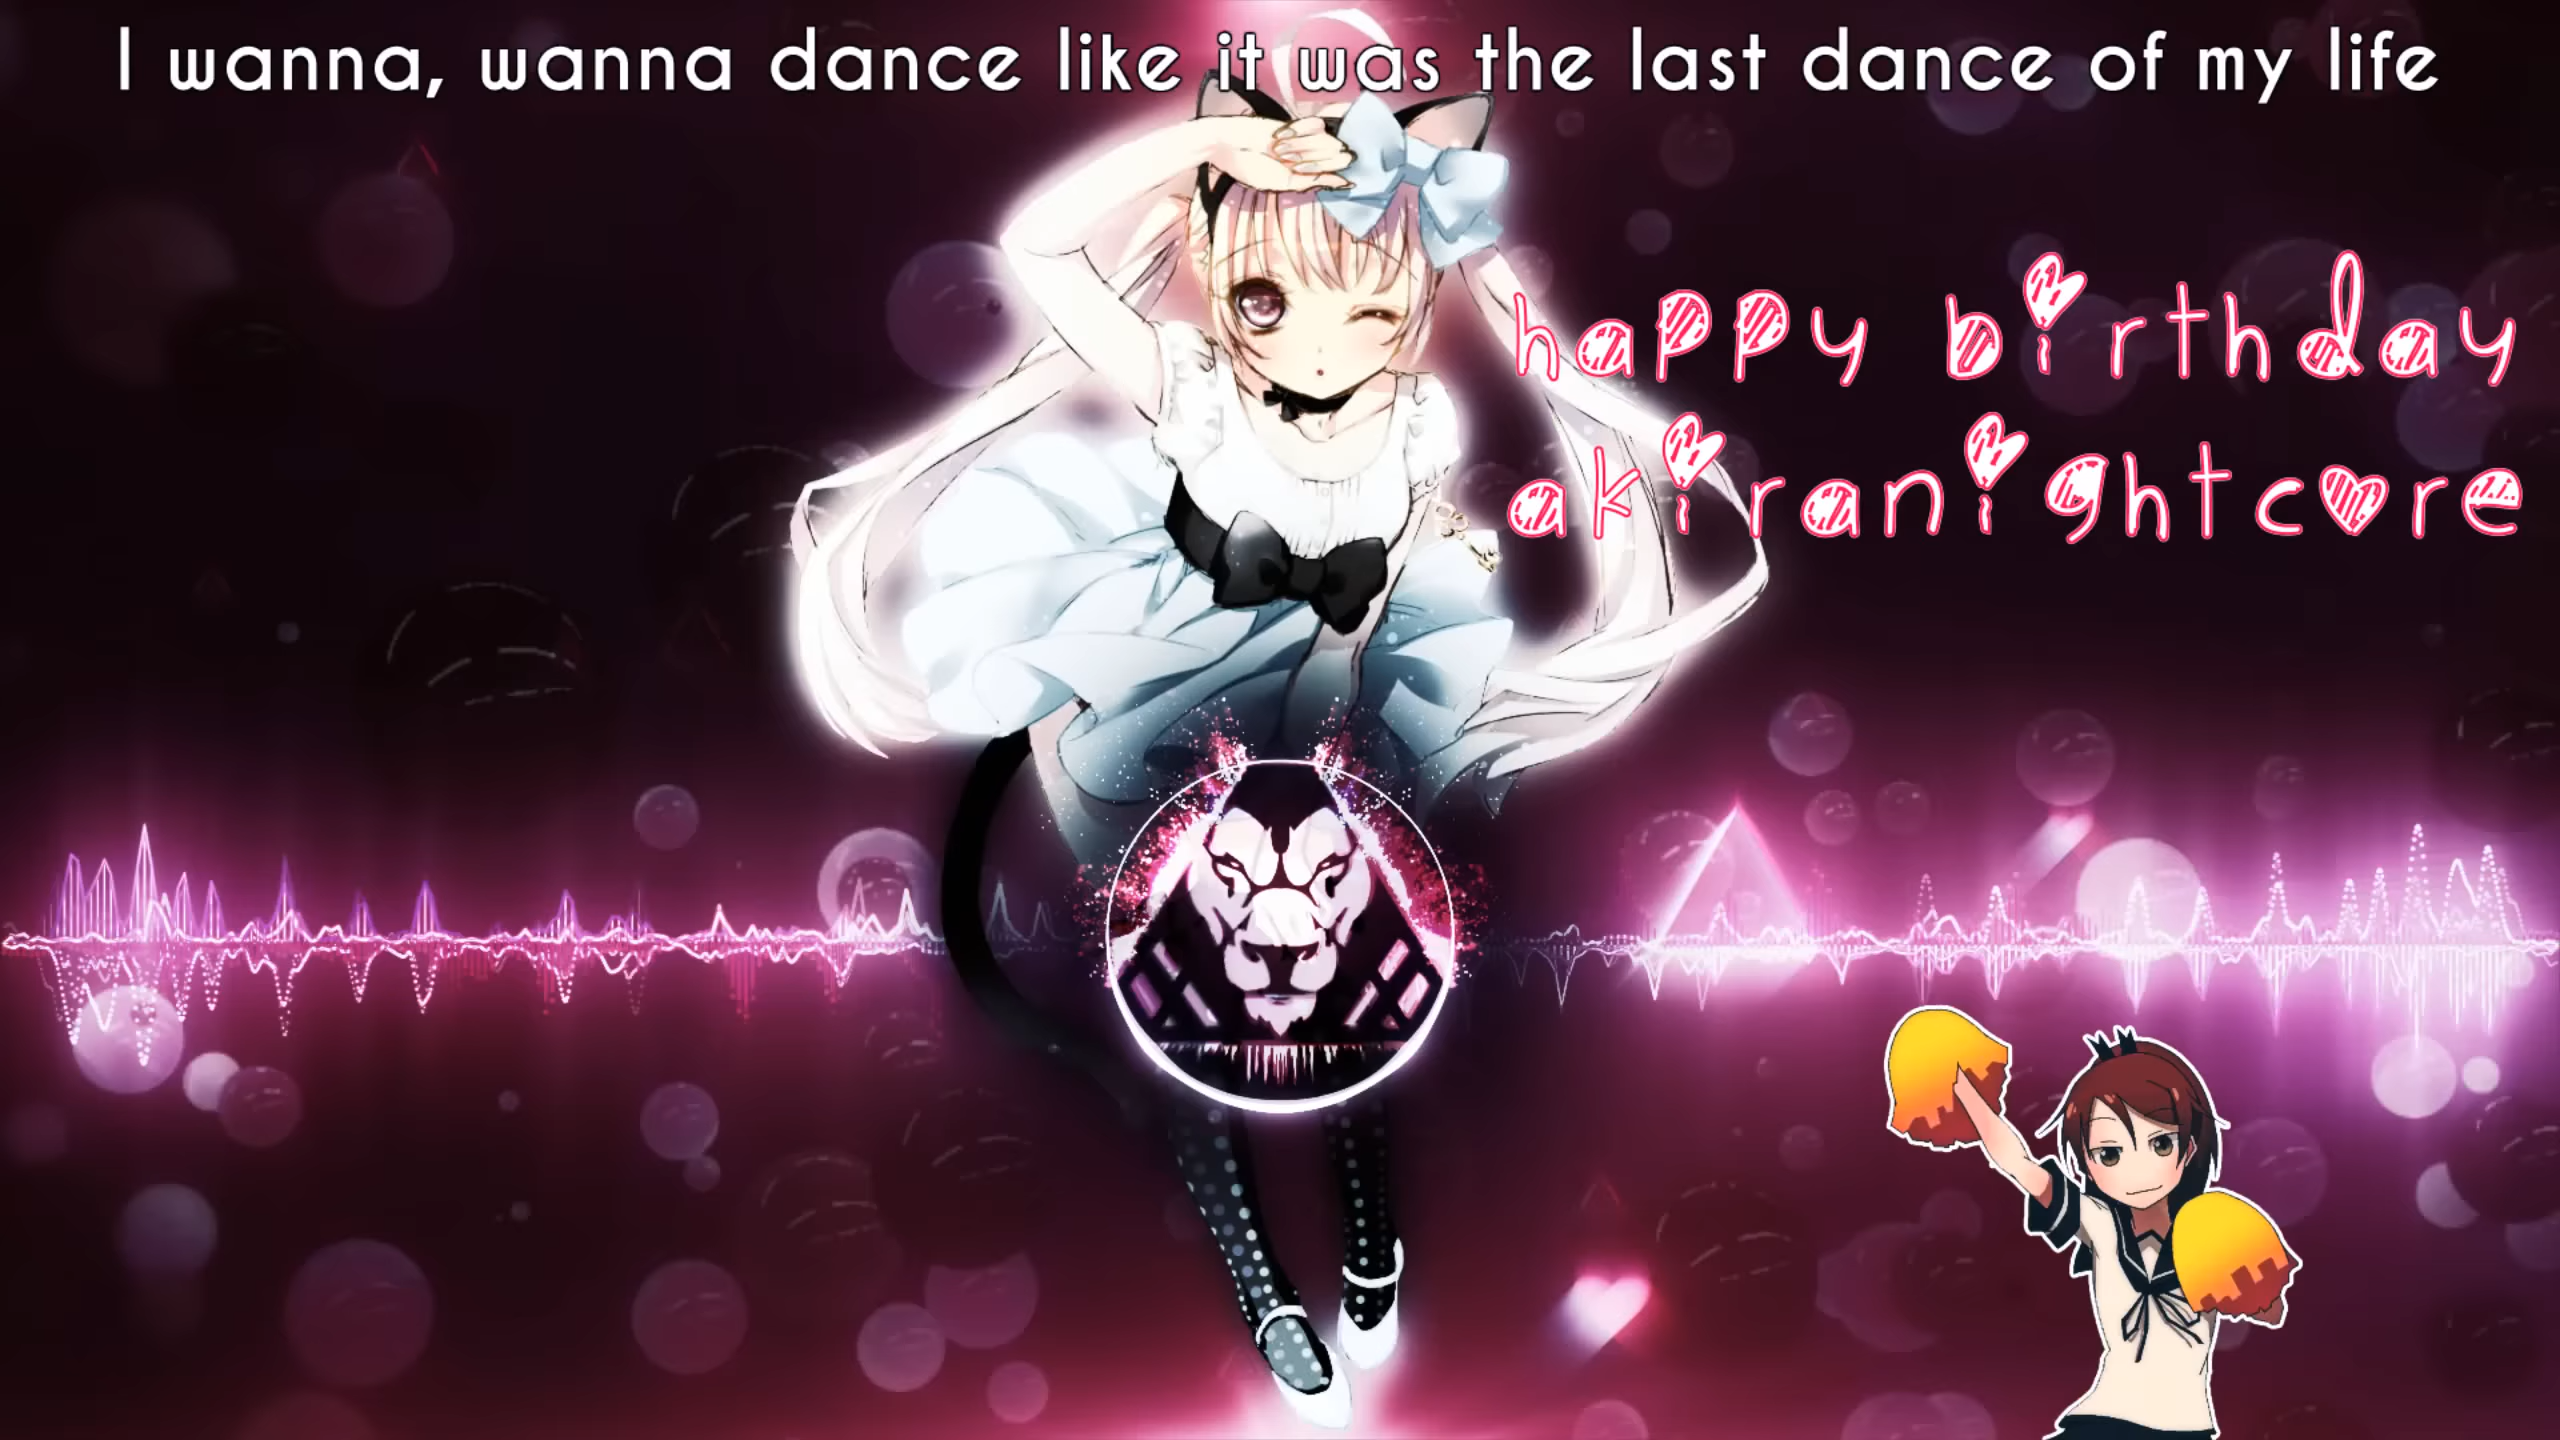 I wanna, wanna dance like it was the last dance of my life
happy birthday
akiranightcore